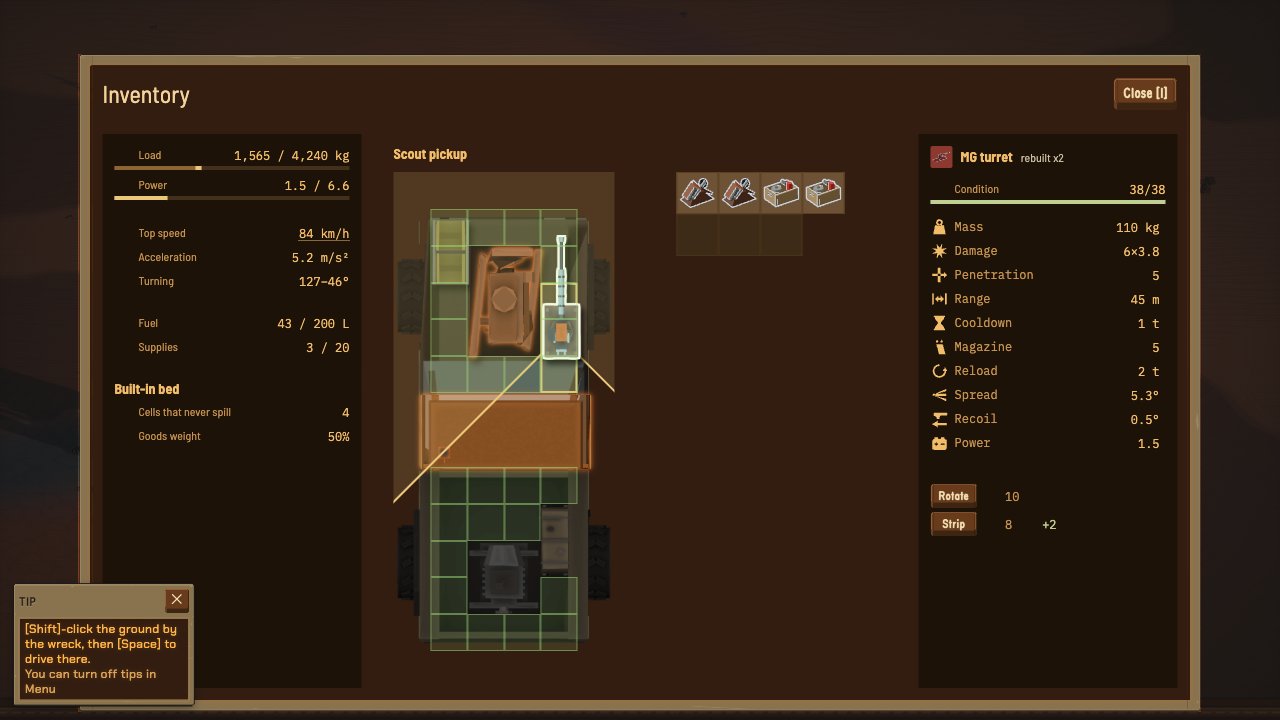 Inventory
Close [I]
Load 1,565 / 4,240 kg
Power 1.5 / 6.6
Top speed 84 km/h
Acceleration 5.2 m/s²
Turning 127–46°
Fuel 43 / 200 L
Supplies 3 / 20
Built-in bed
Cells that never spill 4
Goods weight 50%
Scout pickup
MG turret rebuilt x2
Condition 38/38
Mass 110 kg
Damage 6×3.8
Penetration 5
Range 45 m
Cooldown 1 t
Magazine 5
Reload 2 t
Spread 5.3°
Recoil 0.5°
Power 1.5
Rotate 10
Strip 8 +2
TIP
[Shift]-click the ground by
the wreck, then [Space] to
drive there.
You can turn off tips in
Menu